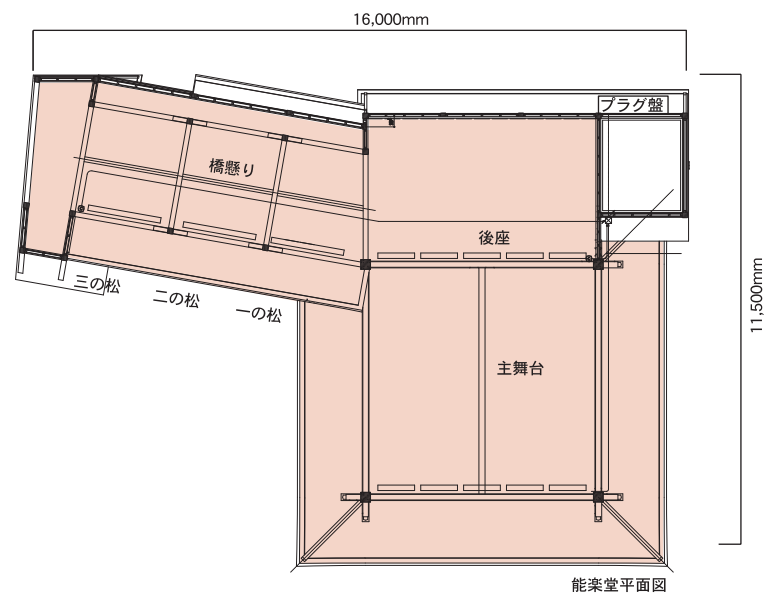 16,000mm
プラグ盤
橋懸り
後座
三の松
二の松
一の松
11,500mm
主舞台
能楽堂平面図